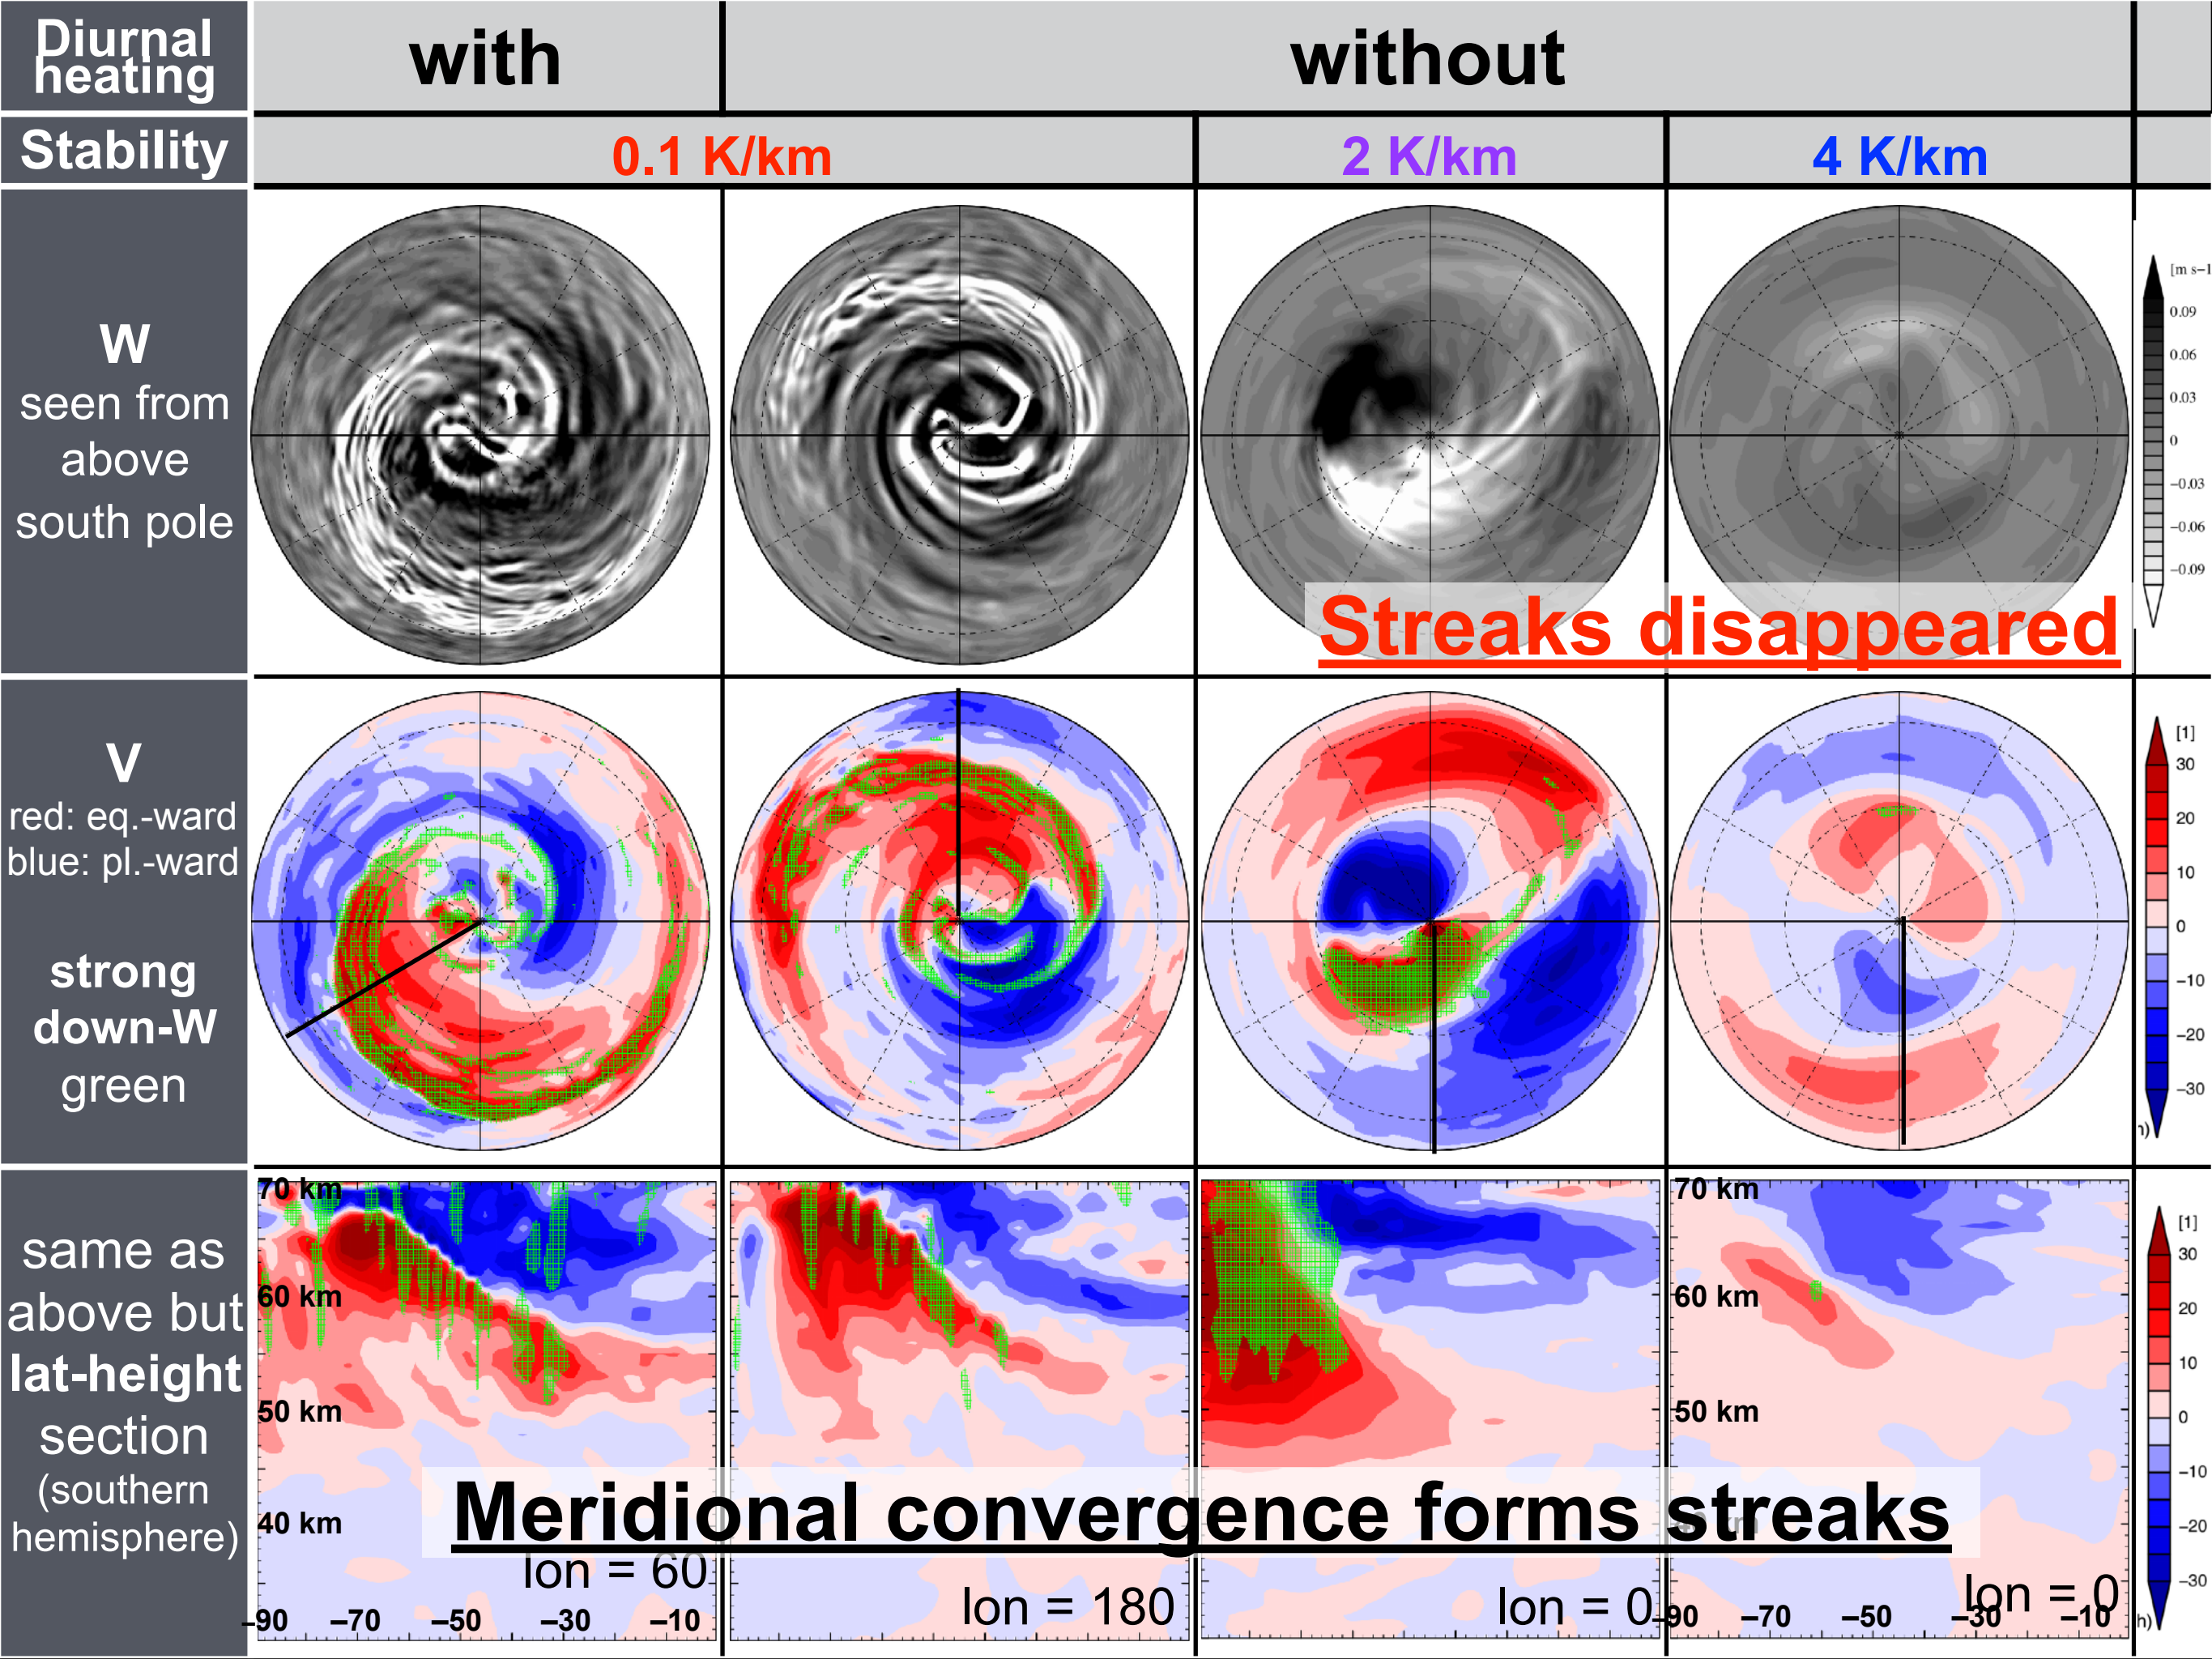 Diurnal
heating
with
without
Stability
0.1 K/km
2 K/km
4 K/km
W
seen from
above
south pole
[m s−1
0.09
0.06
0.03
0
−0.03
−0.06
−0.09
Streaks disappeared
V
red: eq.-ward
blue: pl.-ward
strong
down-W
green
[1]
30
20
10
0
−10
−20
−30
same as
above but
lat-height
section
(southern
hemisphere)
70 km
60 km
50 km
40 km
lon = 60
−90 −70 −50 −30 −10
lon = 180
lon = 0
70 km
60 km
50 km
lon = 0
−90 −70 −50 −30 −10
[1]
30
20
10
0
−10
−20
−30
Meridional convergence forms streaks